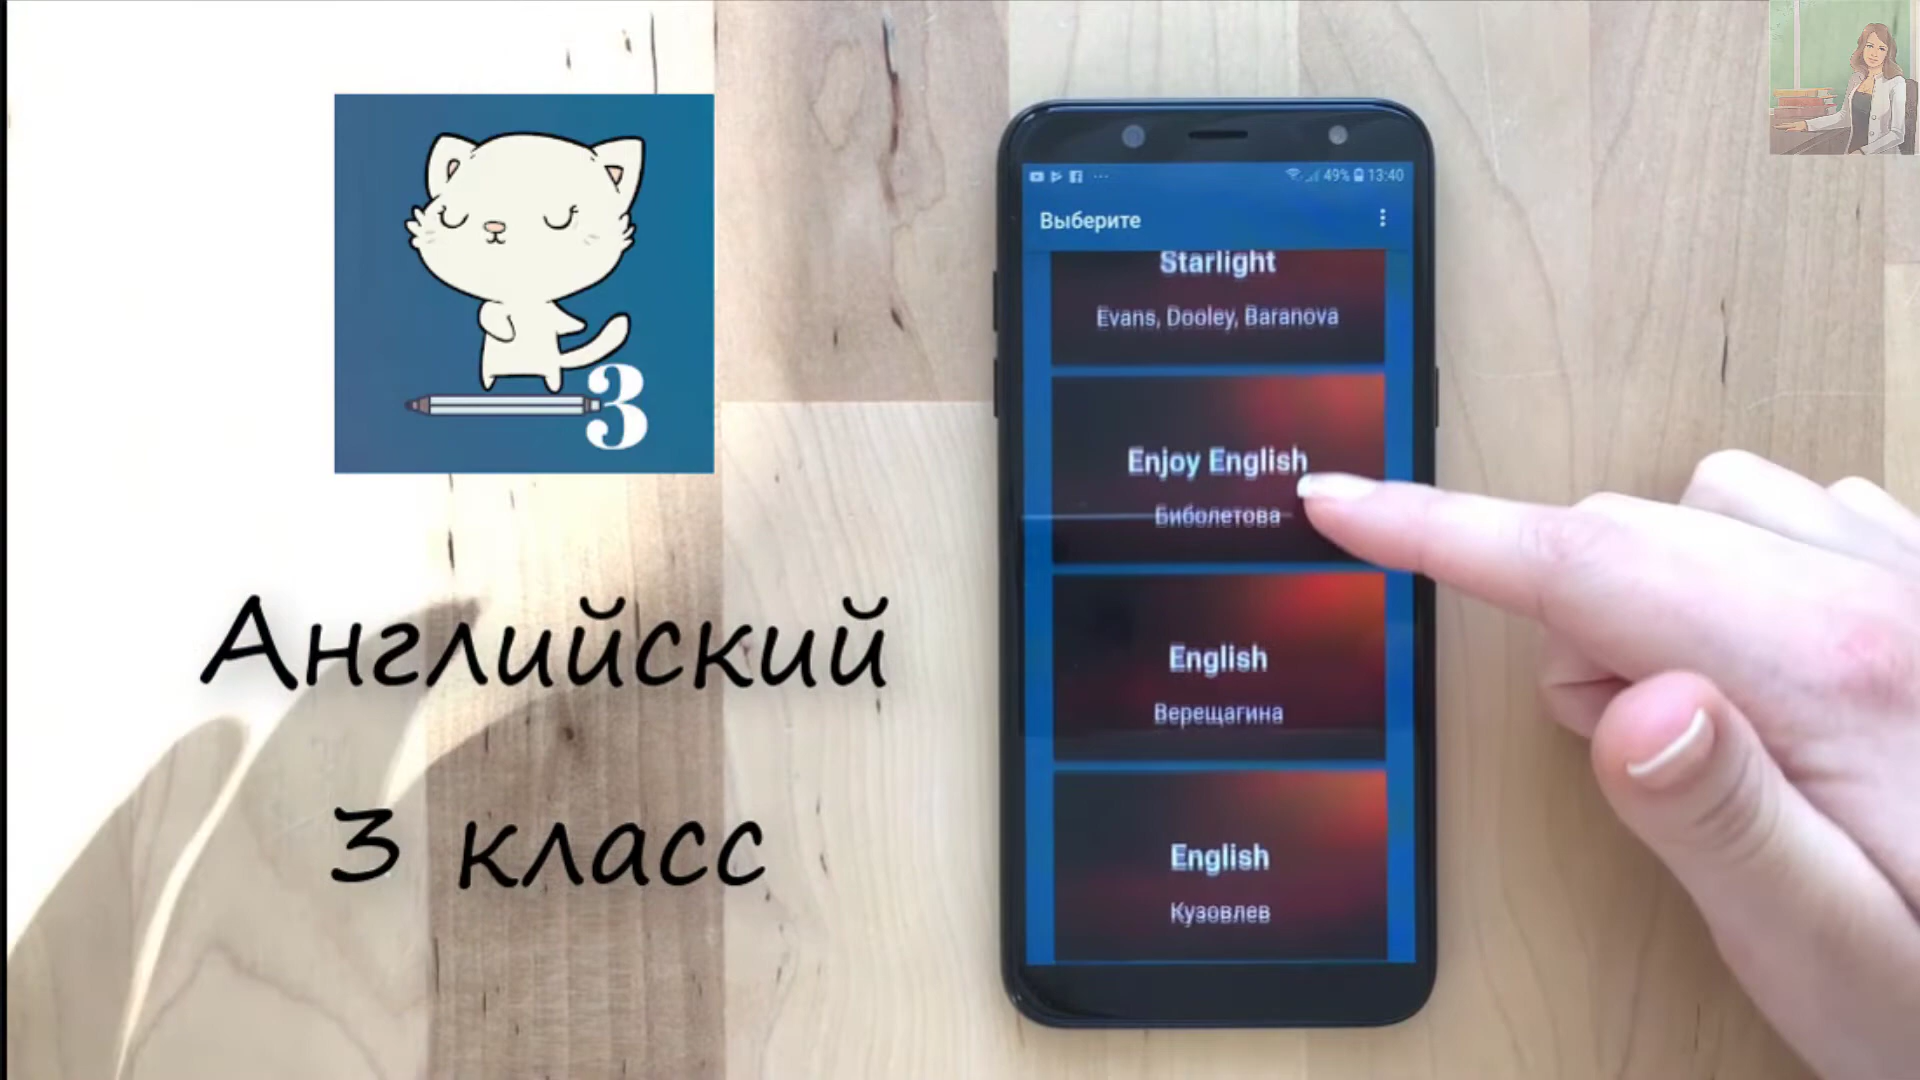 3
Английский
3 класс
49% 13:40
Выберите
Starlight
Evans, Dooley, Baranova
Enjoy English
Биболетова
English
Верещагина
English
Кузовлев